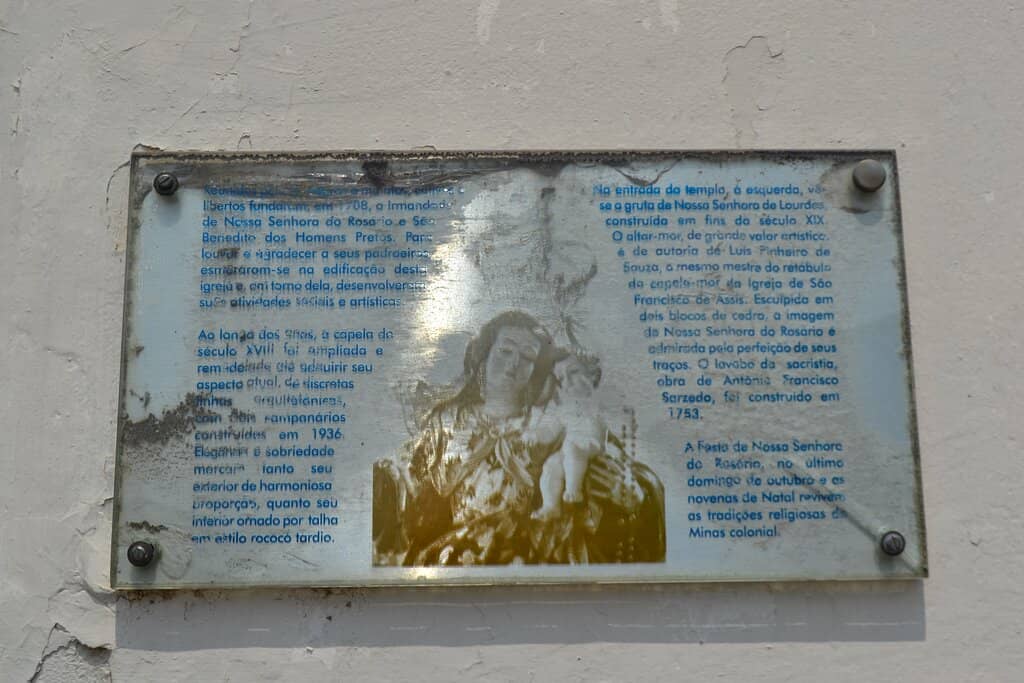 libertos fundaram, em 1708, a Irmandade
de Nossa Senhora do Rosário e São
Benedito dos Homens Pretos. Para
louvar e agradecer a seus padroeiros
esmeraram-se na edificação desta
igreja e, em torno dela, desenvolveram
suas atividades sociais e artísticas.
Ao longo dos anos, a capela do
século XVIII foi ampliada e
remodelada até adquirir seu
aspecto atual, de discretas
linhas arquitetônicas,
com dois campanários
construídos em 1936.
Elegância e sobriedade
marcam tanto seu
exterior de harmoniosa
proporção, quanto seu
interior ornado por talha
em estilo rococó tardio.
Na entrada do templo, à esquerda, vê-
se a gruta de Nossa Senhora de Lourdes,
construída em fins do século XIX.
O altar-mor, de grande valor artístico,
é de autoria de Luis Pinheiro de
Souza, o mesmo mestre do retábulo
da capela-mor da Igreja de São
Francisco de Assis. Esculpida em
dois blocos de cedro, a imagem
de Nossa Senhora do Rosário é
admirada pela perfeição de seus
traços. O lavabo da sacristia,
obra de Antônio Francisco
Sarzedo, foi construído em
1753.
A Festa de Nossa Senhora
do Rosário, no último
domingo de outubro e as
novenas de Natal revivem
as tradições religiosas de
Minas colonial.